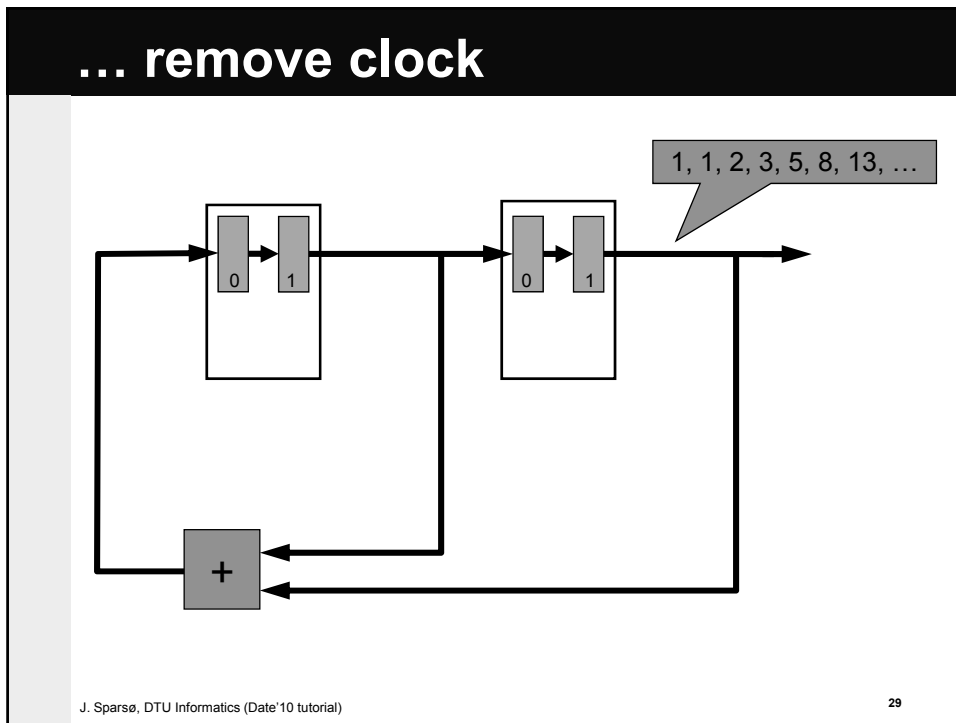 … remove clock
1, 1, 2, 3, 5, 8, 13, …
0 1 0 1
+
J. Sparsø, DTU Informatics (Date'10 tutorial) 29